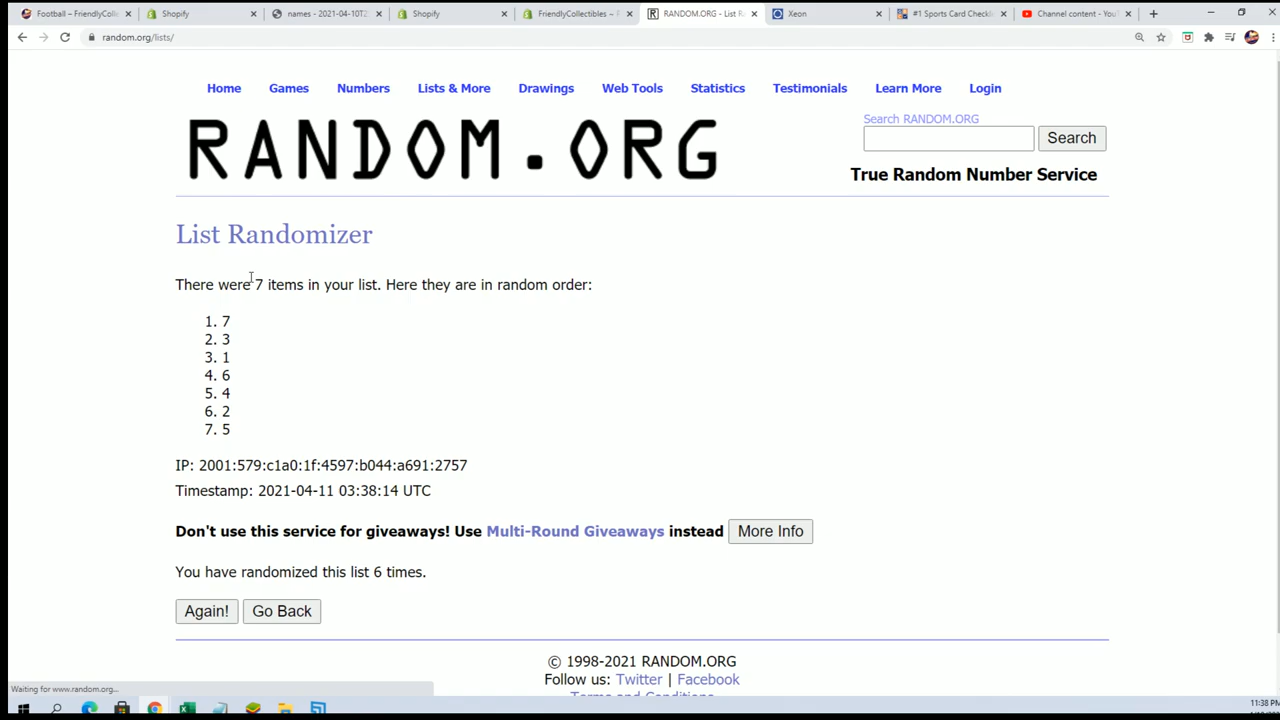 Football ~ FriendlyColle
Shopify
names - 2021-04-10T2
Shopify
FriendlyCollectibles ~ P
RANDOM.ORG - List R
Xeon
#1 Sports Card Checkli
Channel content - You
random.org/lists/
Home Games Numbers Lists & More Drawings Web Tools Statistics Testimonials Learn More Login
RANDOM.ORG
Search RANDOM.ORG
Search
True Random Number Service
List Randomizer
There were 7 items in your list. Here they are in random order:
1. 7
2. 3
3. 1
4. 6
5. 4
6. 2
7. 5
IP: 2001:579:c1a0:1f:4597:b044:a691:2757
Timestamp: 2021-04-11 03:38:14 UTC
Don't use this service for giveaways! Use Multi-Round Giveaways instead More Info
You have randomized this list 6 times.
Again! Go Back
© 1998-2021 RANDOM.ORG
Follow us: Twitter | Facebook
Terms and Conditions
Waiting for www.random.org...
11:38 PM